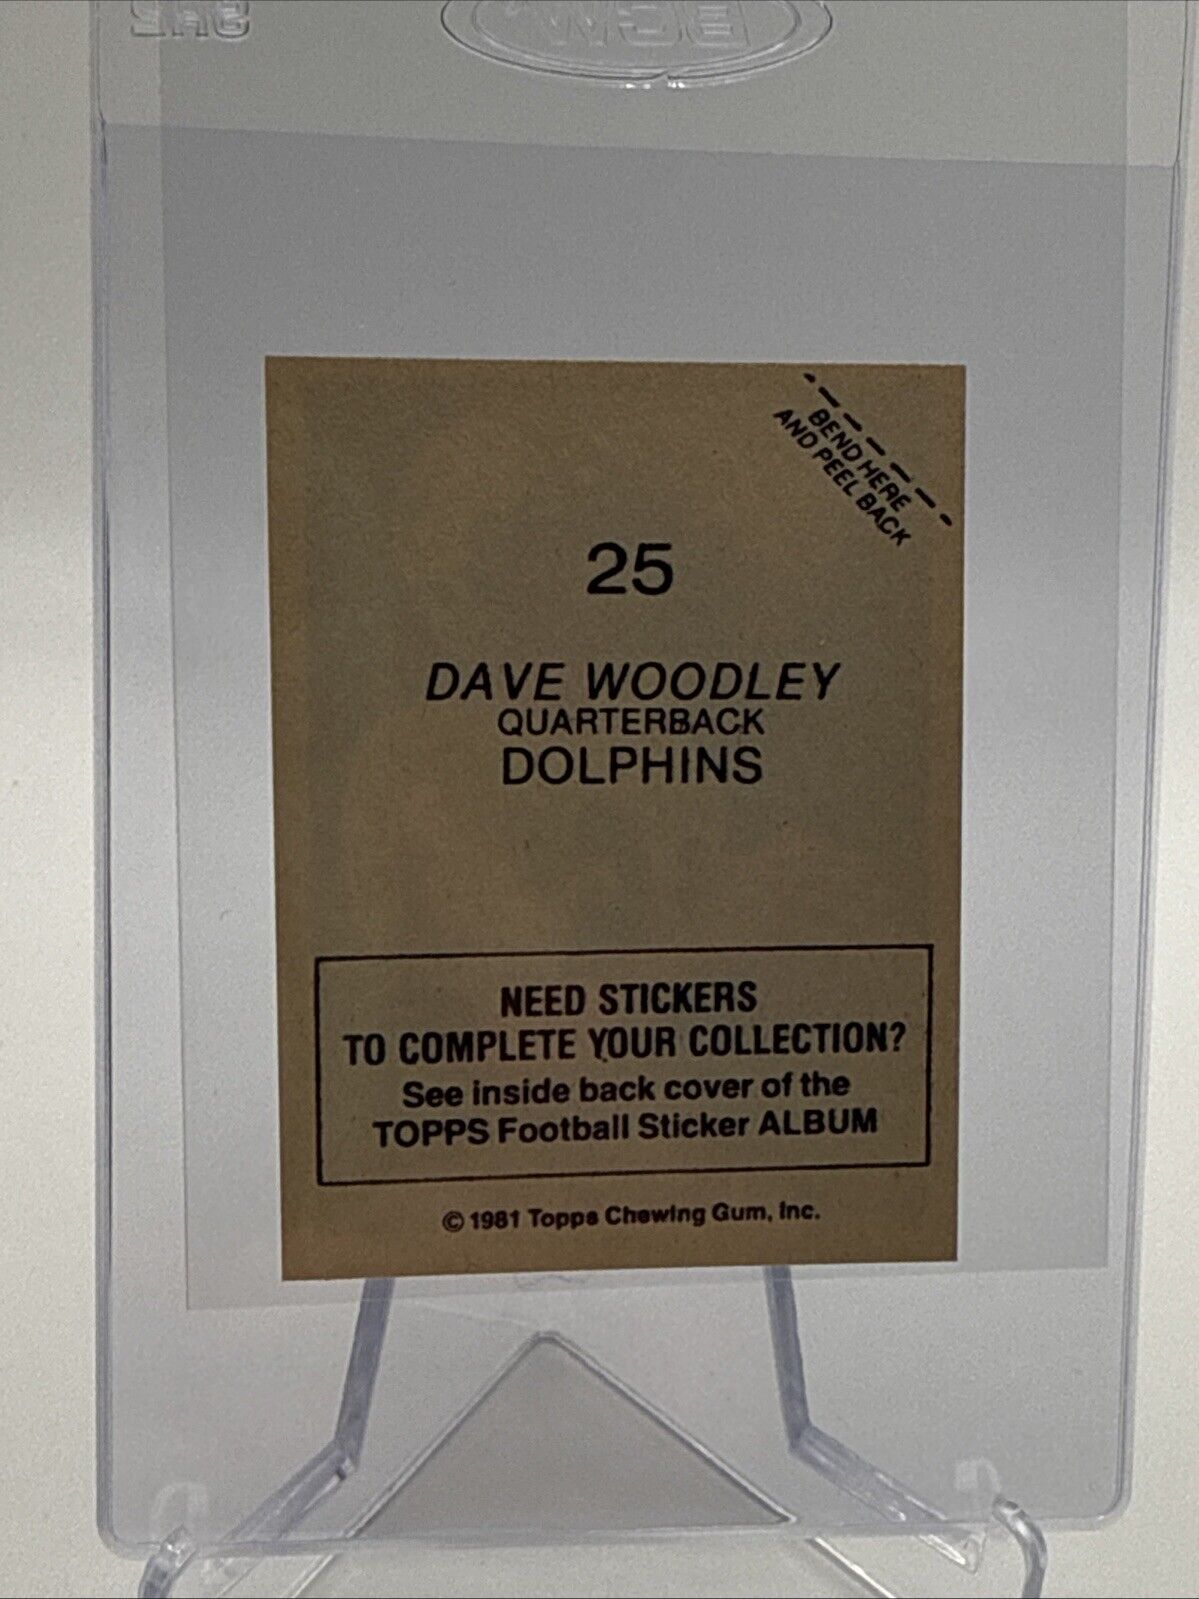 BCW
BEND HERE
AND PEEL BACK
25
DAVE WOODLEY
QUARTERBACK
DOLPHINS
NEED STICKERS
TO COMPLETE YOUR COLLECTION?
See inside back cover of the
TOPPS Football Sticker ALBUM
© 1981 Topps Chewing Gum, Inc.